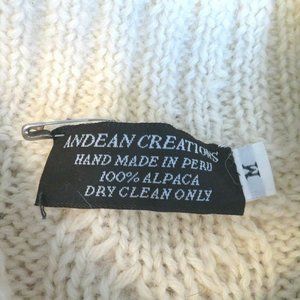 ANDEAN CREATIONS
HAND MADE IN PERU
100% ALPACA
DRY CLEAN ONLY
M